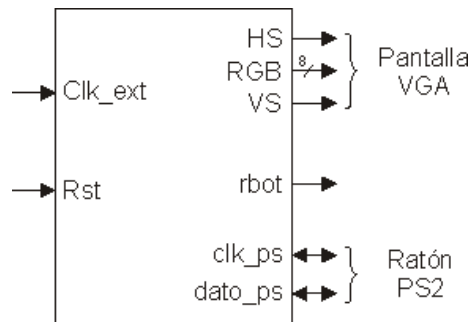 HS
RGB
8
VS
Pantalla
VGA
Clk_ext
Rst
rbot
clk_ps
dato_ps
Ratón
PS2